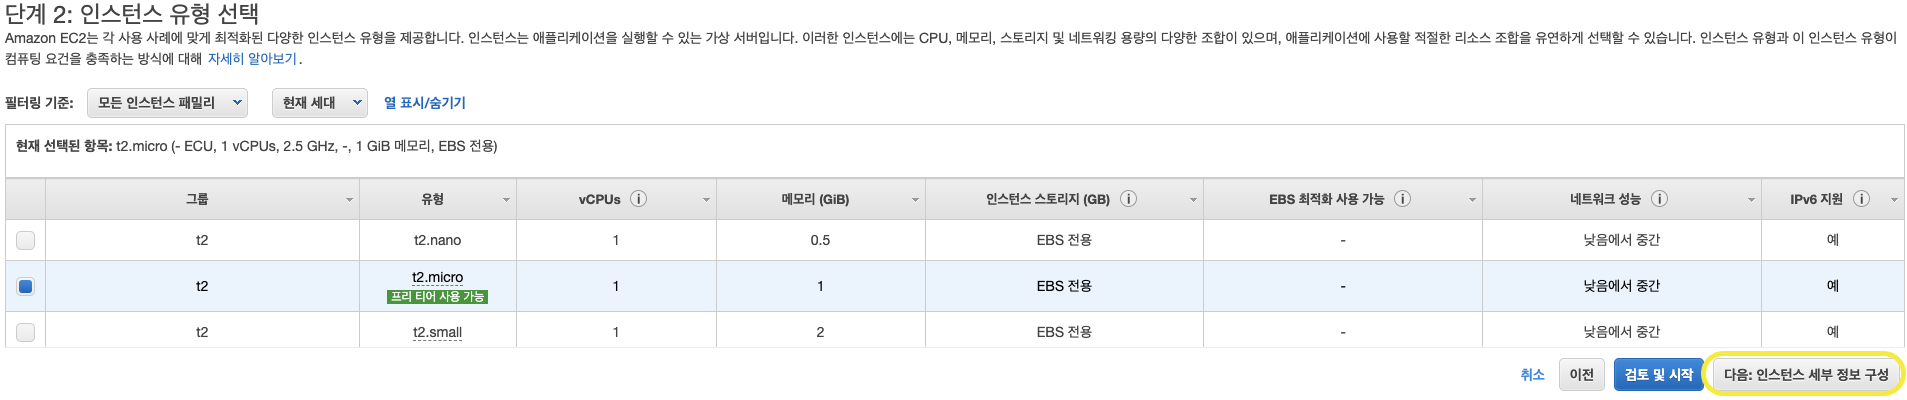 단계 2: 인스턴스 유형 선택
Amazon EC2는 각 사용 사례에 맞게 최적화된 다양한 인스턴스 유형을 제공합니다. 인스턴스는 애플리케이션을 실행할 수 있는 가상 서버입니다. 이러한 인스턴스에는 CPU, 메모리, 스토리지 및 네트워킹 용량의 다양한 조합이 있으며, 애플리케이션에 사용할 적절한 리소스 조합을 유연하게 선택할 수 있습니다. 인스턴스 유형과 이 인스턴스 유형이
컴퓨팅 요건을 충족하는 방식에 대해 자세히 알아보기.
필터링 기준: 모든 인스턴스 패밀리 현재 세대 열 표시/숨기기
현재 선택된 항목: t2.micro (- ECU, 1 vCPUs, 2.5 GHz, -, 1 GiB 메모리, EBS 전용)
그룹 유형 vCPUs i 메모리 (GiB) 인스턴스 스토리지 (GB) i EBS 최적화 사용 가능 i 네트워크 성능 i IPv6 지원 i
t2 t2.nano 1 0.5 EBS 전용 - 낮음에서 중간 예
t2 t2.micro 1 1 EBS 전용 - 낮음에서 중간 예
프리 티어 사용 가능
t2 t2.small 1 2 EBS 전용 - 낮음에서 중간 예
취소 이전 검토 및 시작 다음: 인스턴스 세부 정보 구성